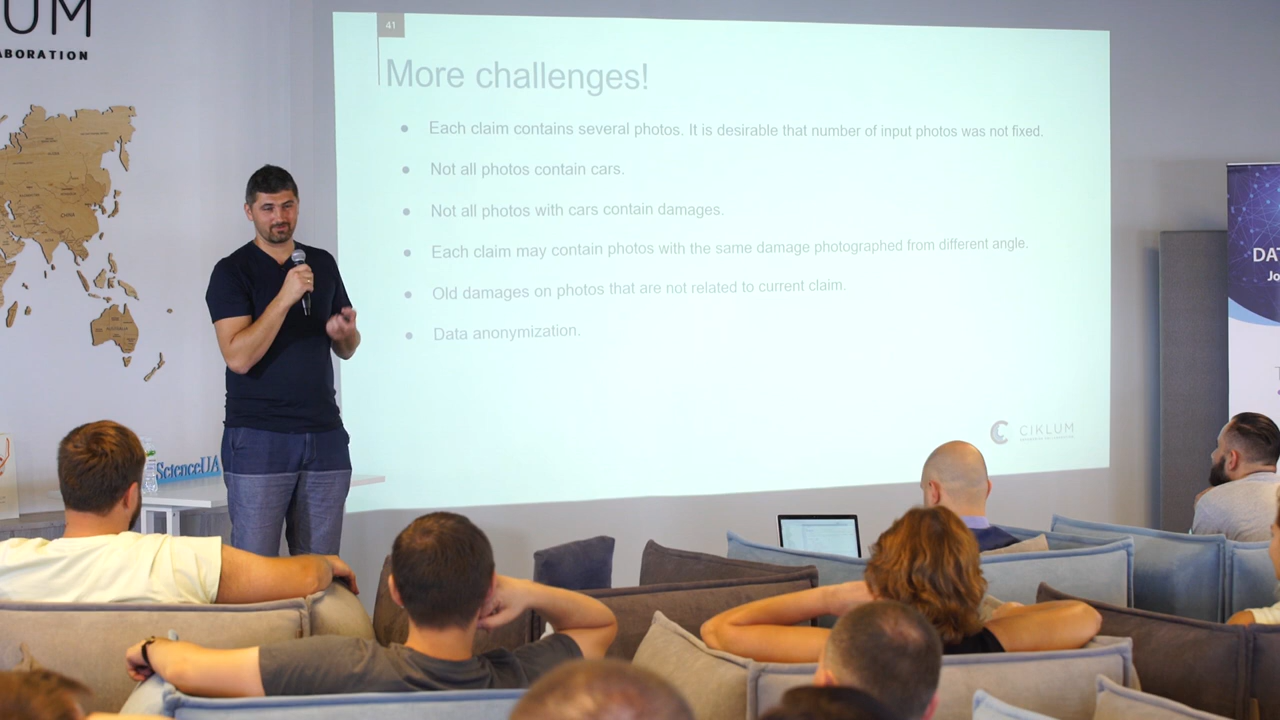 UM
ABORATION
41
More challenges!
• Each claim contains several photos. It is desirable that number of input photos was not fixed.
• Not all photos contain cars.
• Not all photos with cars contain damages.
• Each claim may contain photos with the same damage photographed from different angle.
• Old damages on photos that are not related to current claim.
• Data anonymization.
CIKLUM
CHINA
ScienceUA
DAT
Jo